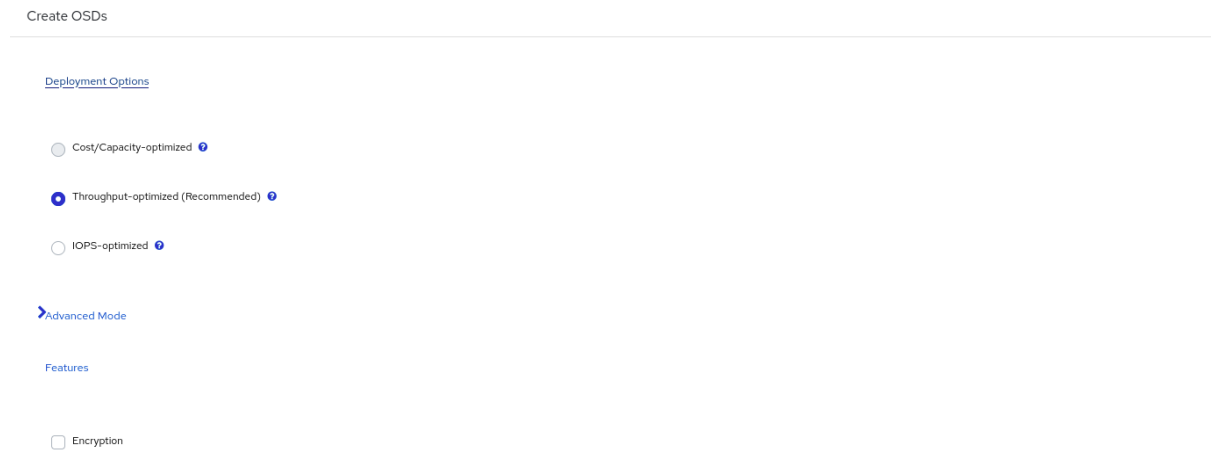 Create OSDs
Deployment Options
Cost/Capacity-optimized ?
Throughput-optimized (Recommended) ?
IOPS-optimized ?
Advanced Mode
Features
Encryption